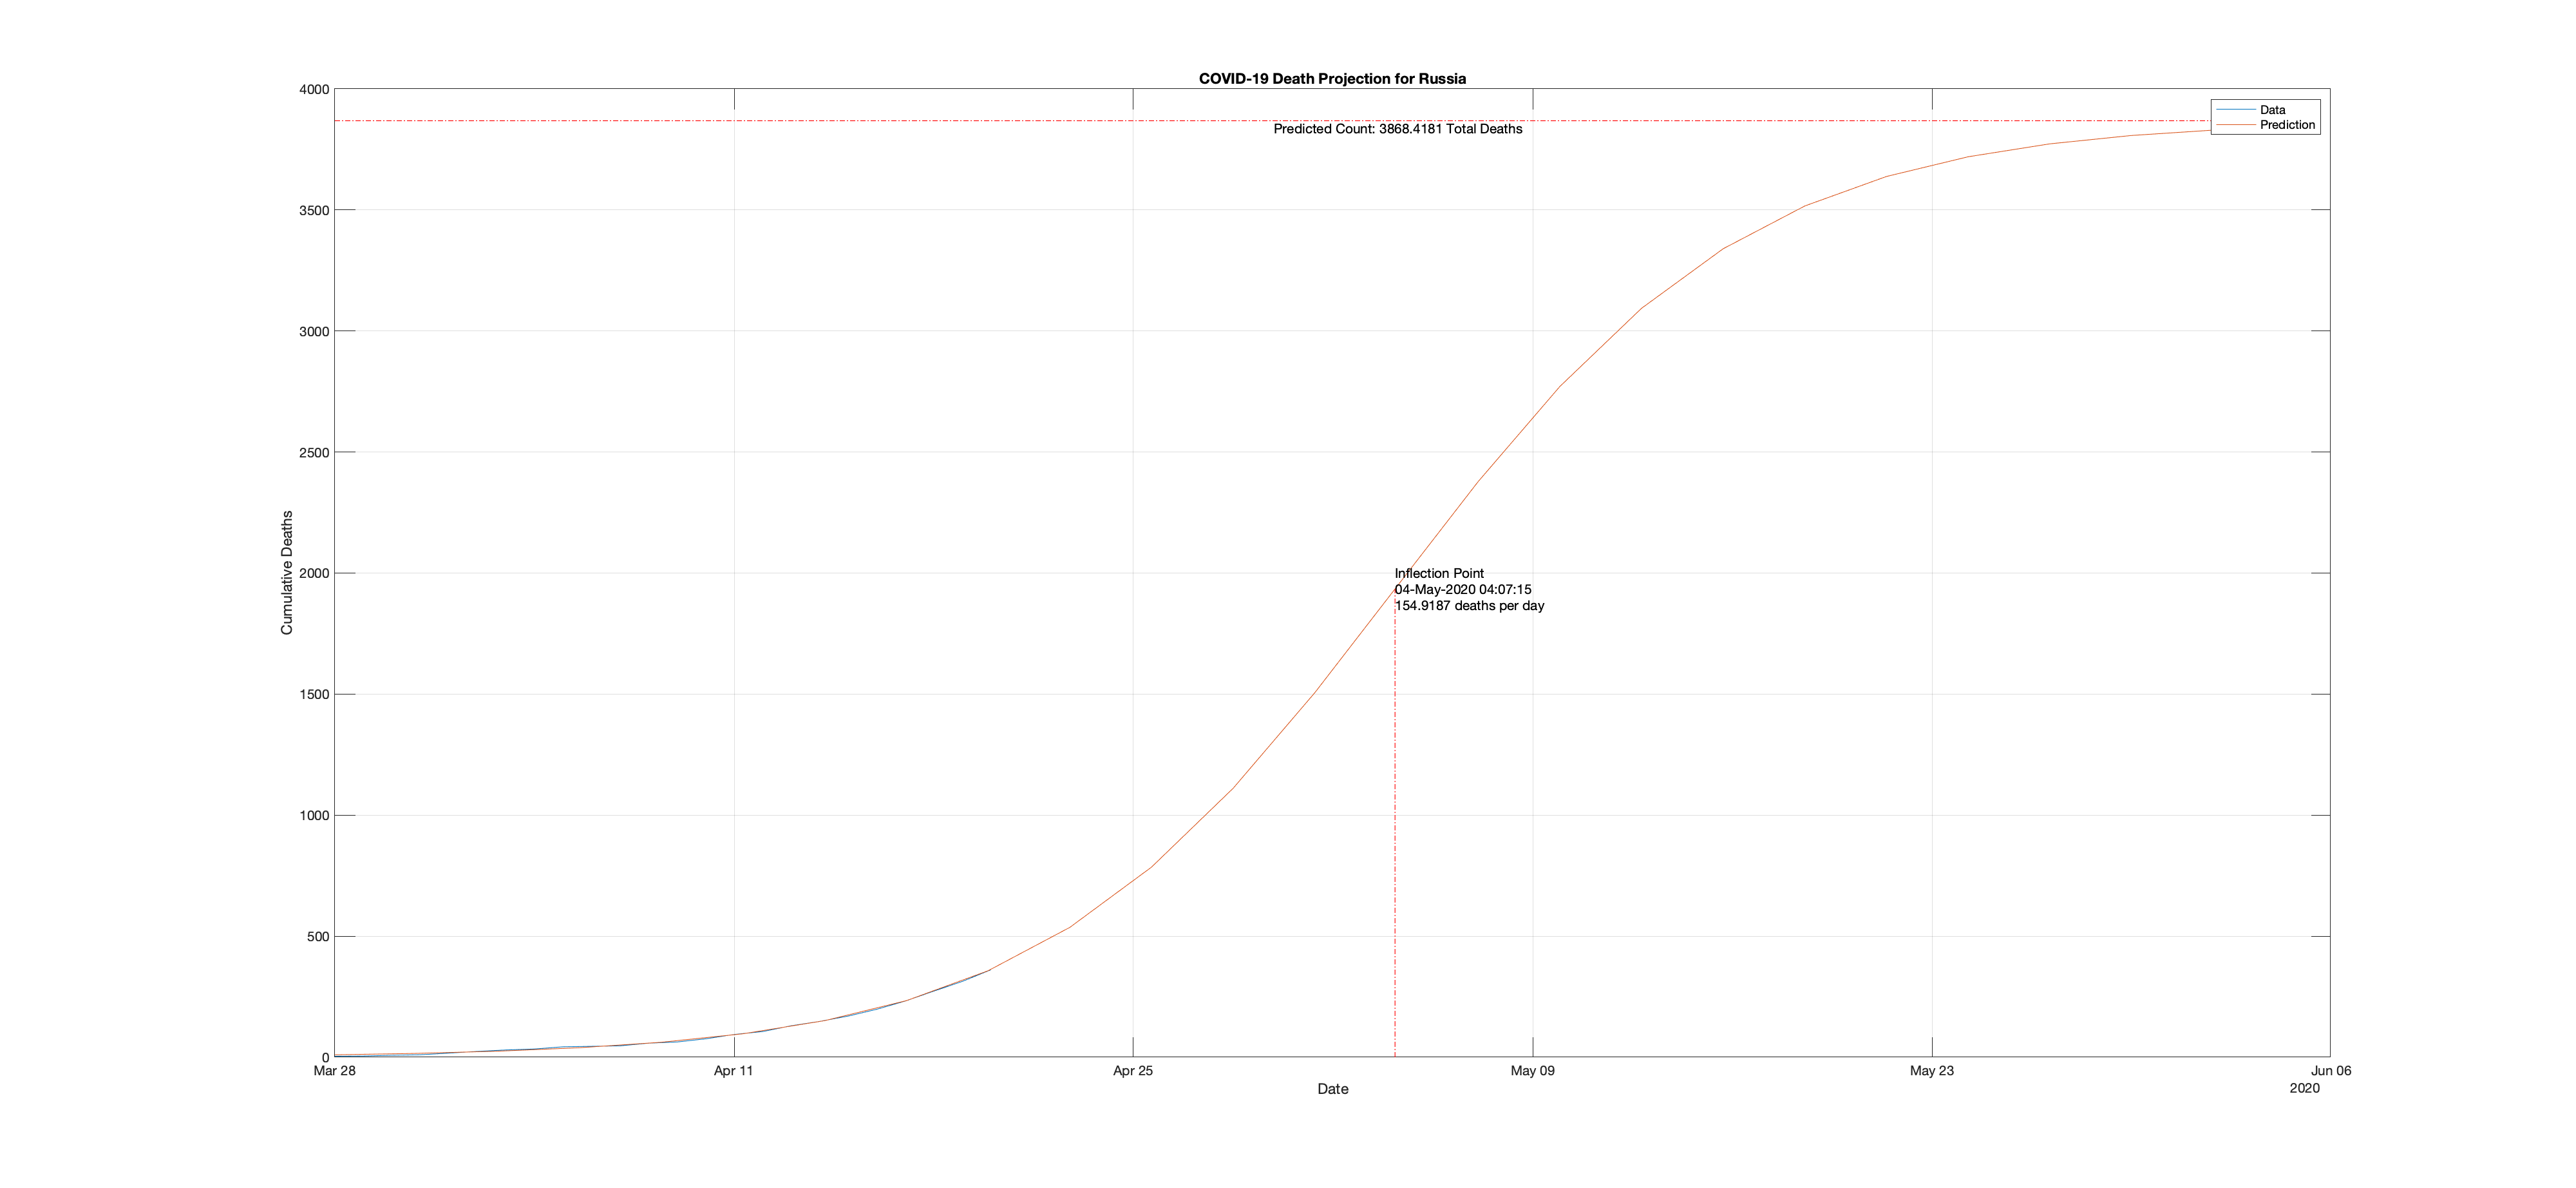 COVID-19 Death Projection for Russia
4000
3500
3000
2500
2000
1500
1000
500
0
Cumulative Deaths
Predicted Count: 3868.4181 Total Deaths
Data
Prediction
Inflection Point
04-May-2020 04:07:15
154.9187 deaths per day
Mar 28
Apr 11
Apr 25
May 09
May 23
Jun 06
2020
Date